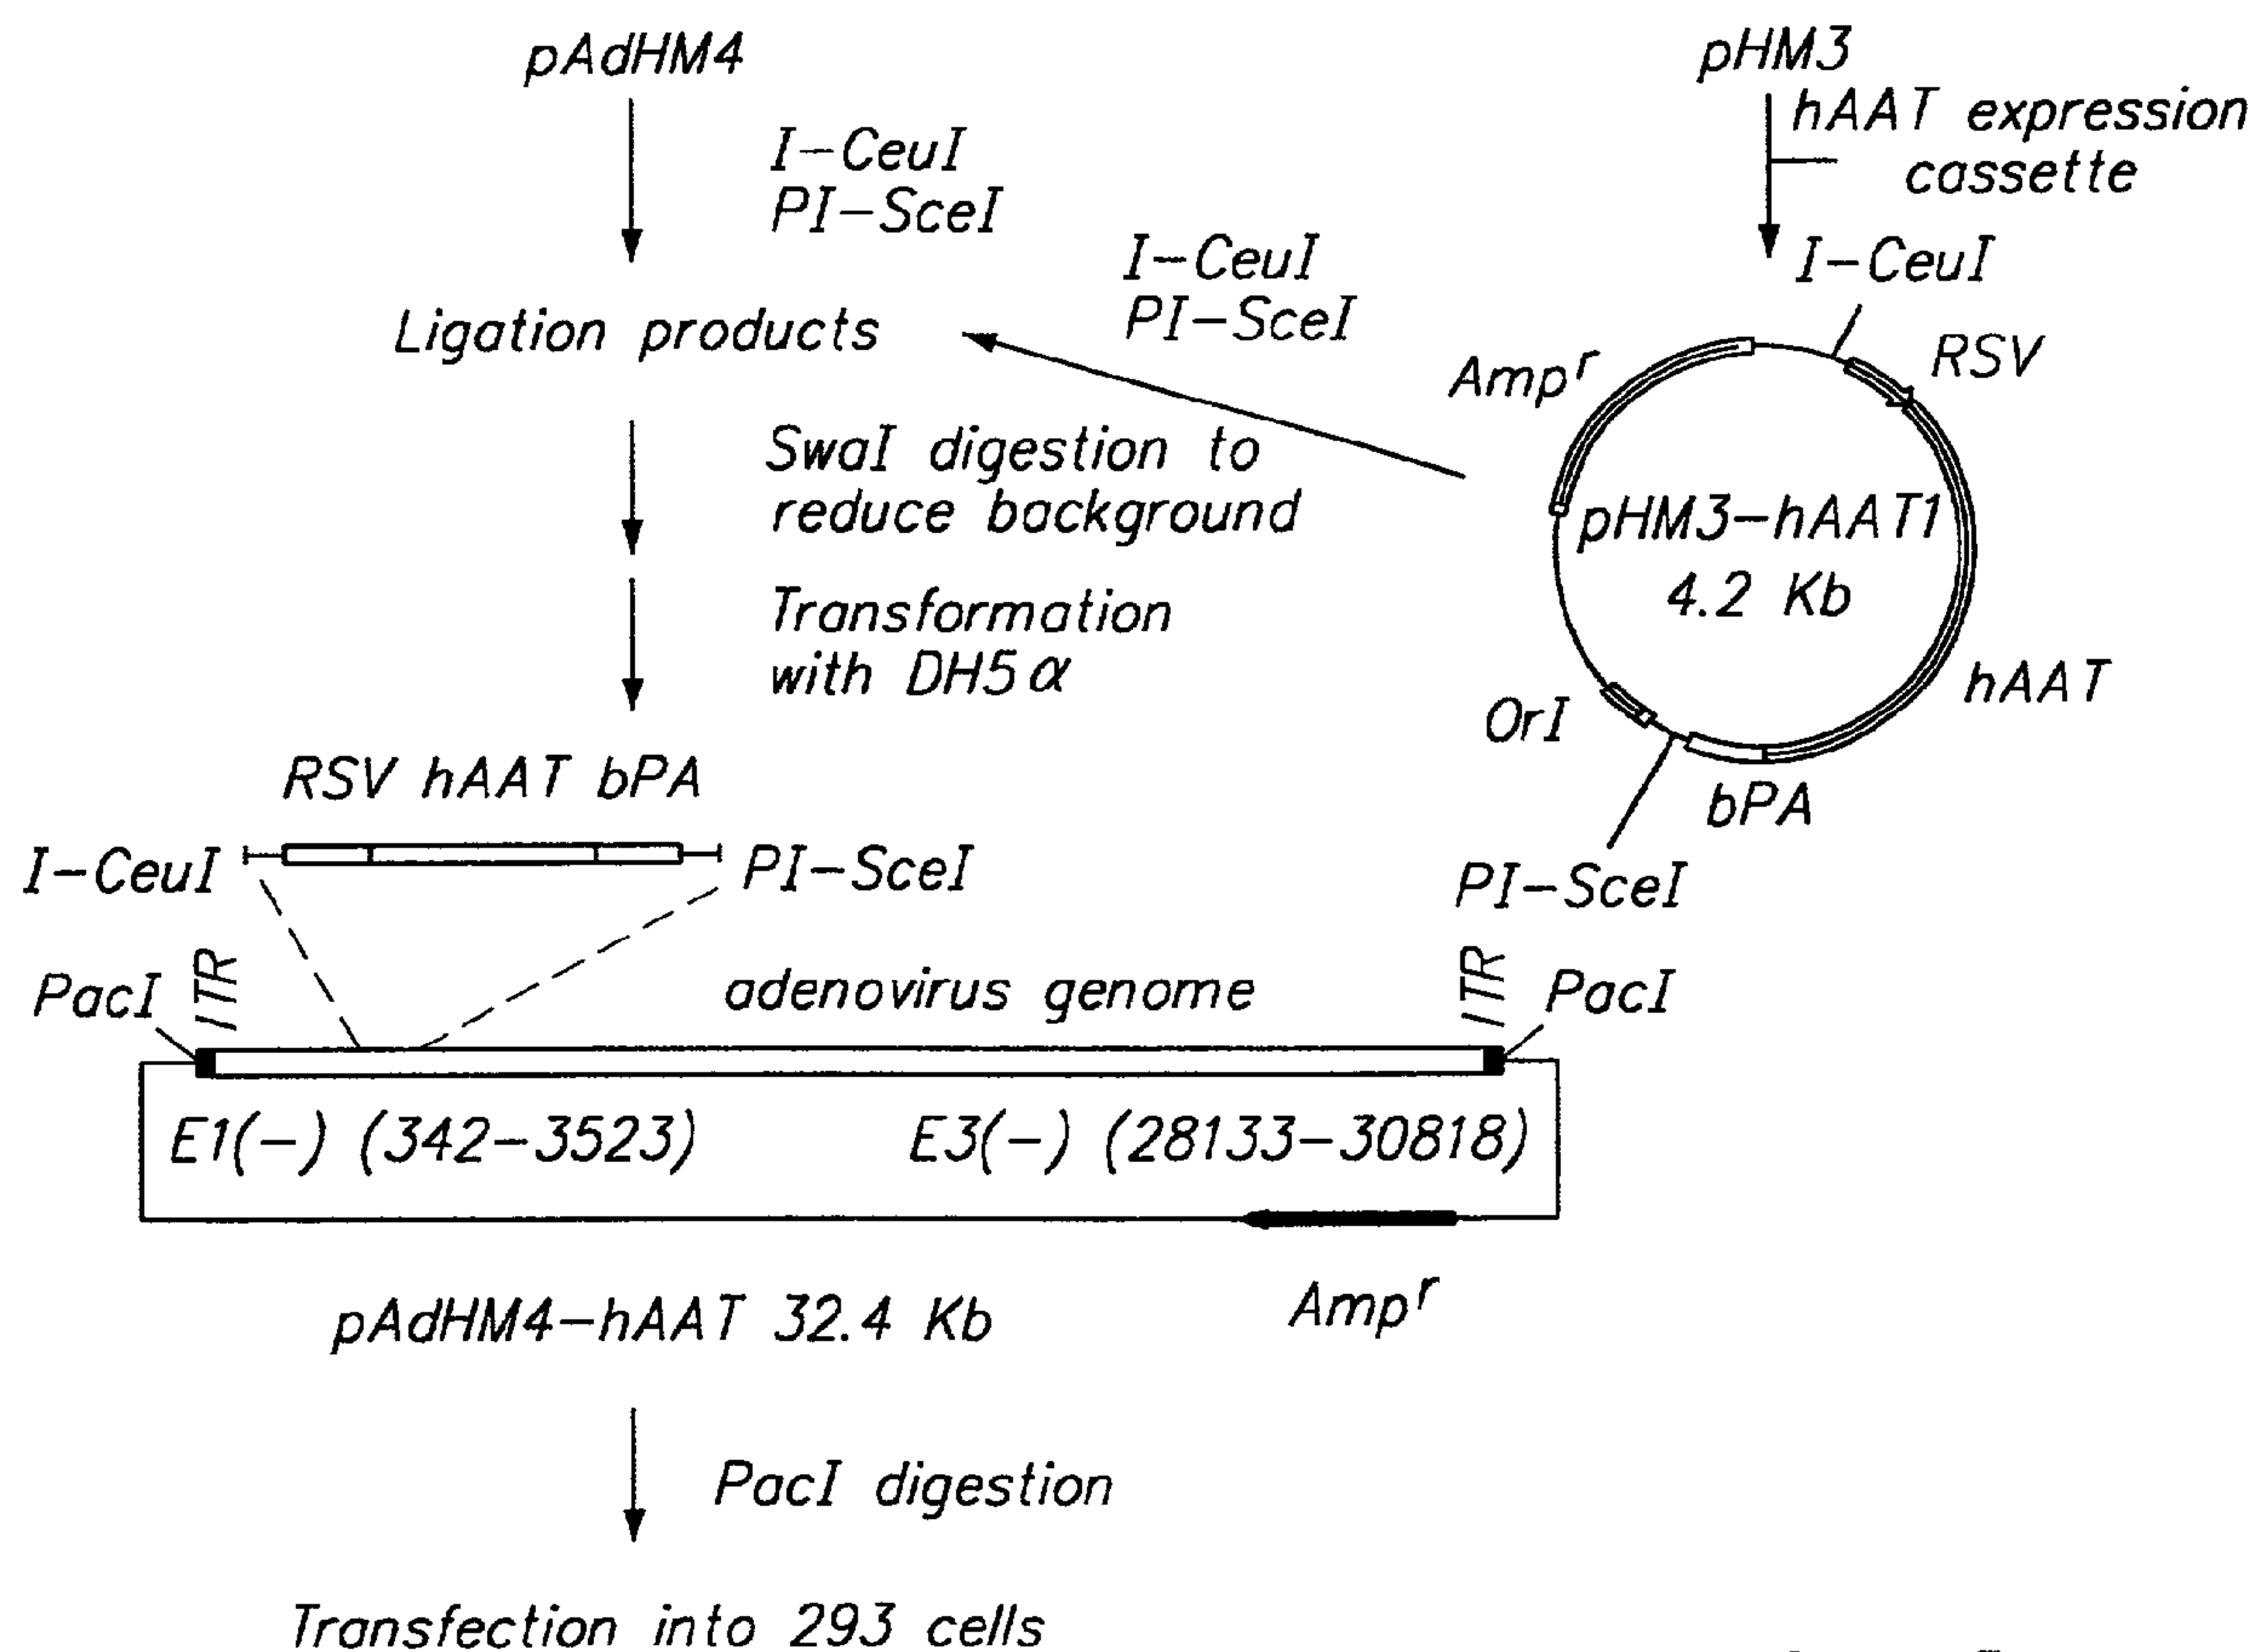 pAdHM4
I-CeuI
PI-SceI
Ligation products
I-CeuI
PI-SceI
SwaI digestion to
reduce background
Transformation
with DH5α
pHM3
hAAT expression
cassette
I-CeuI
RSV
Ampʳ
pHM3-hAAT1
4.2 Kb
hAAT
OrI
bPA
PI-SceI
RSV hAAT bPA
I-CeuI
PI-SceI
PacI
ITR
adenovirus genome
ITR
PacI
E1(-) (342-3523)
E3(-) (28133-30818)
pAdHM4-hAAT 32.4 Kb
Ampʳ
PacI digestion
Transfection into 293 cells